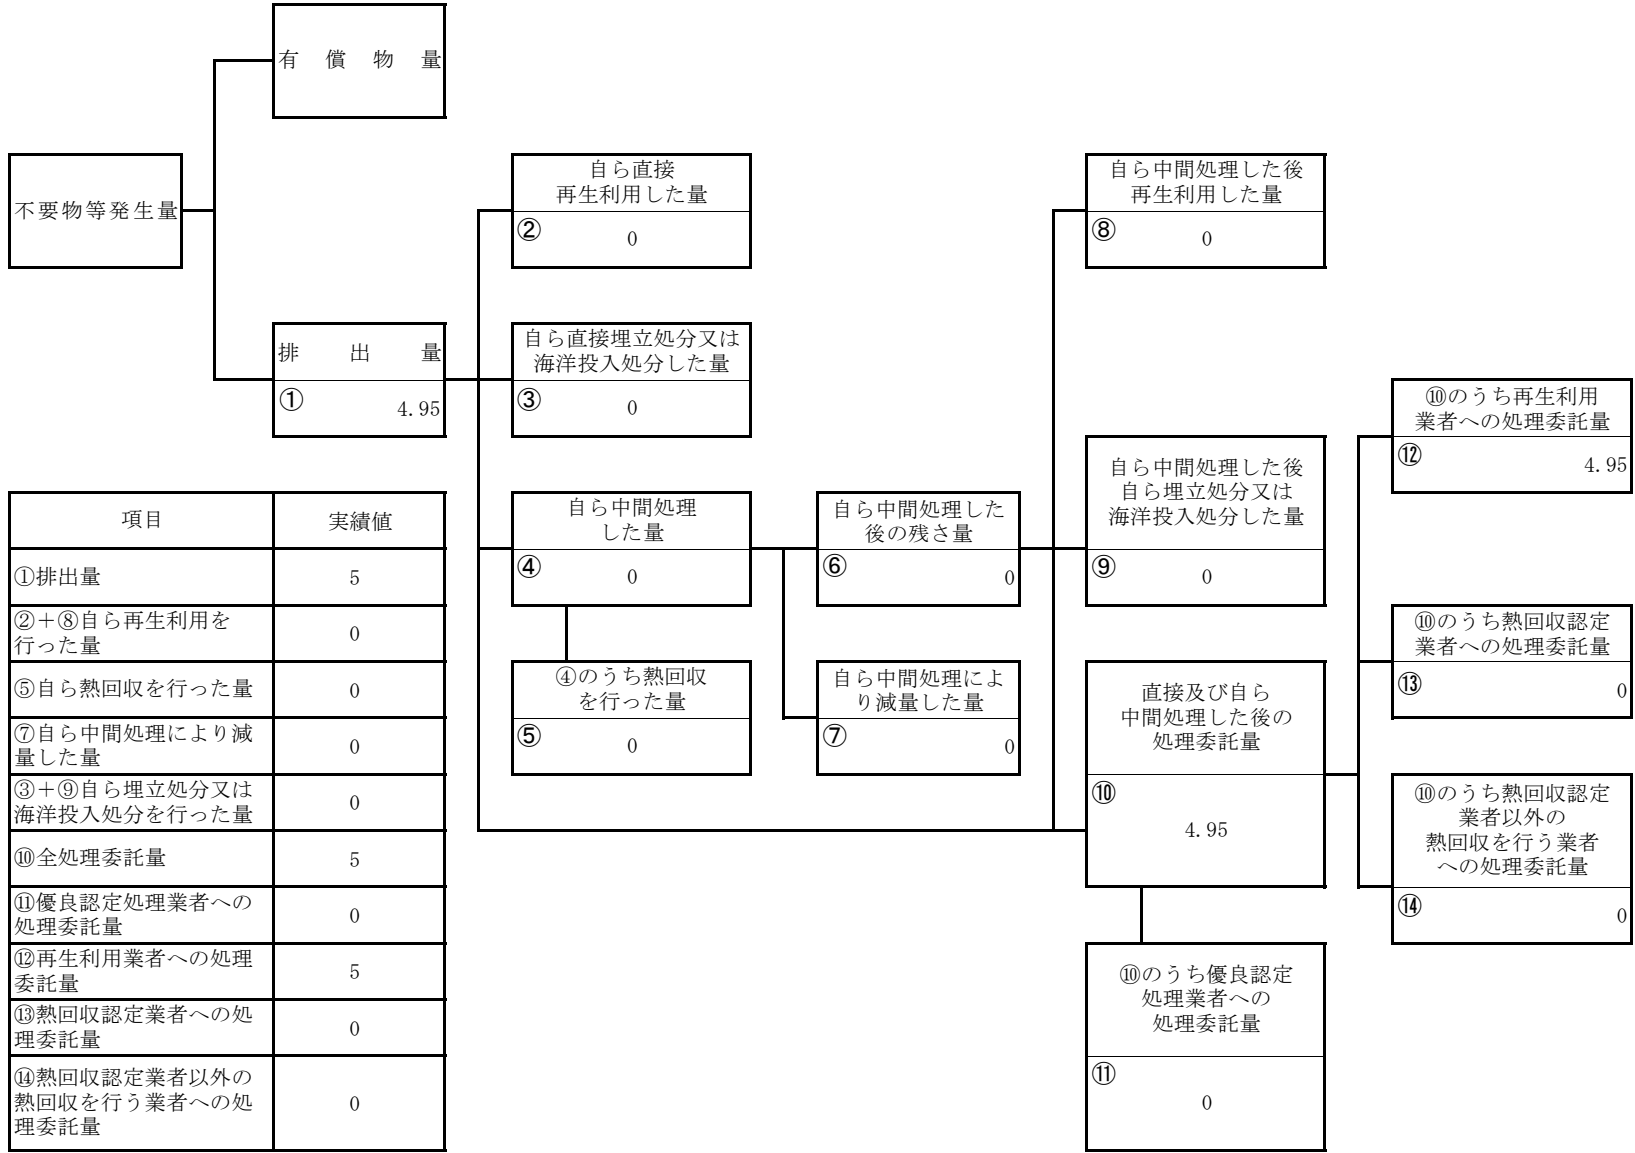 有償物量
不要物等発生量
排出量
① 4.95
自ら直接
再生利用した量
② 0
自ら直接埋立処分又は
海洋投入処分した量
③ 0
自ら中間処理
した量
④ 0
④のうち熱回収
を行った量
⑤ 0
自ら中間処理した
後の残さ量
⑥ 0
自ら中間処理によ
り減量した量
⑦ 0
自ら中間処理した後
再生利用した量
⑧ 0
自ら中間処理した後
自ら埋立処分又は
海洋投入処分した量
⑨ 0
直接及び自ら
中間処理した後の
処理委託量
⑩
4.95
⑩のうち優良認定
処理業者への
処理委託量
⑪
0
⑩のうち再生利用
業者への処理委託量
⑫ 4.95
⑩のうち熱回収認定
業者への処理委託量
⑬ 0
⑩のうち熱回収認定
業者以外の
熱回収を行う業者
への処理委託量
⑭ 0
項目 実績値
①排出量 5
②＋⑧自ら再生利用を
行った量 0
⑤自ら熱回収を行った量 0
⑦自ら中間処理により減
量した量 0
③＋⑨自ら埋立処分又は
海洋投入処分を行った量 0
⑩全処理委託量 5
⑪優良認定処理業者への
処理委託量 0
⑫再生利用業者への処理
委託量 5
⑬熱回収認定業者への処
理委託量 0
⑭熱回収認定業者以外の
熱回収を行う業者への処
理委託量 0